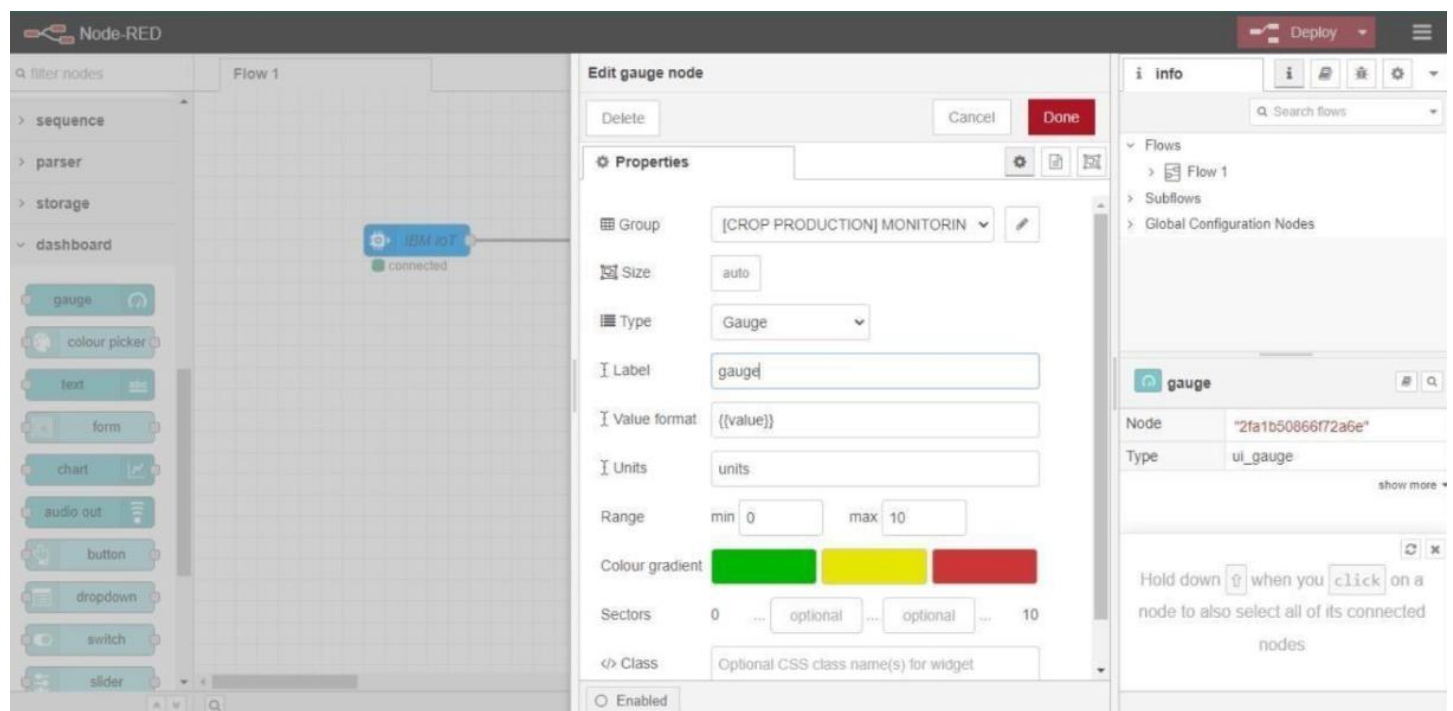 Node-RED
Deploy
filter nodes
sequence
parser
storage
dashboard
gauge
colour picker
text
abc
form
chart
audio out
button
dropdown
switch
slider
Flow 1
IBM IoT
connected
Edit gauge node
Delete
Cancel
Done
Properties
Group
[CROP PRODUCTION] MONITORIN
Size
auto
Type
Gauge
Label
gauge
Value format
{{value}}
Units
units
Range
min 0
max 10
Colour gradient
Sectors
0 ... optional ... optional ... 10
</> Class
Optional CSS class name(s) for widget
Enabled
i info
i
Search flows
Flows
Flow 1
Subflows
Global Configuration Nodes
gauge
Node "2fa1b50866f72a6e"
Type ui_gauge
show more
Hold down ⇧ when you click on a
node to also select all of its connected
nodes